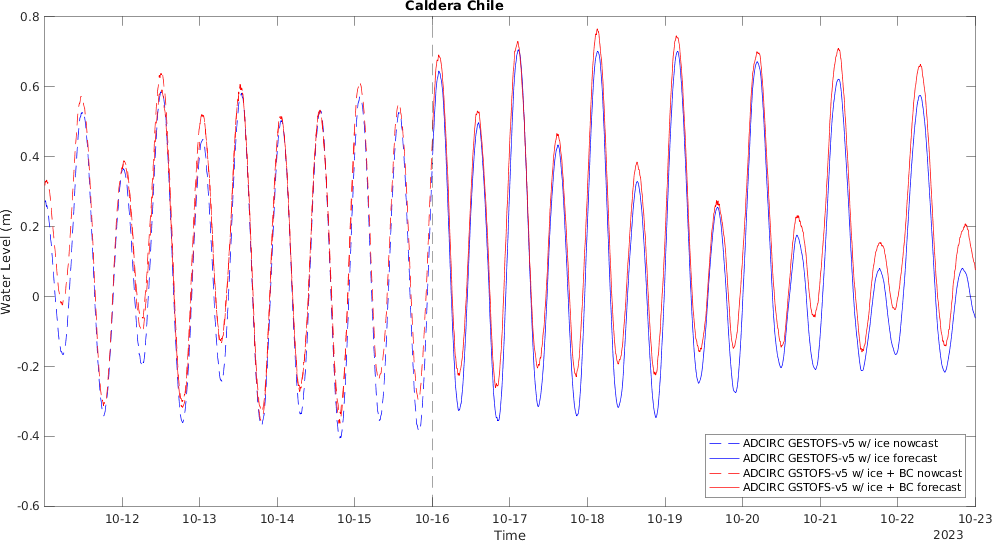 Caldera Chile
0.8
0.6
0.4
0.2
0
-0.2
-0.4
-0.6
Water Level (m)
ADCIRC GESTOFS-v5 w/ ice nowcast
ADCIRC GESTOFS-v5 w/ ice forecast
ADCIRC GSTOFS-v5 w/ ice + BC nowcast
ADCIRC GSTOFS-v5 w/ ice + BC forecast
10-12 10-13 10-14 10-15 10-16 10-17 10-18 10-19 10-20 10-21 10-22 10-23
Time
2023